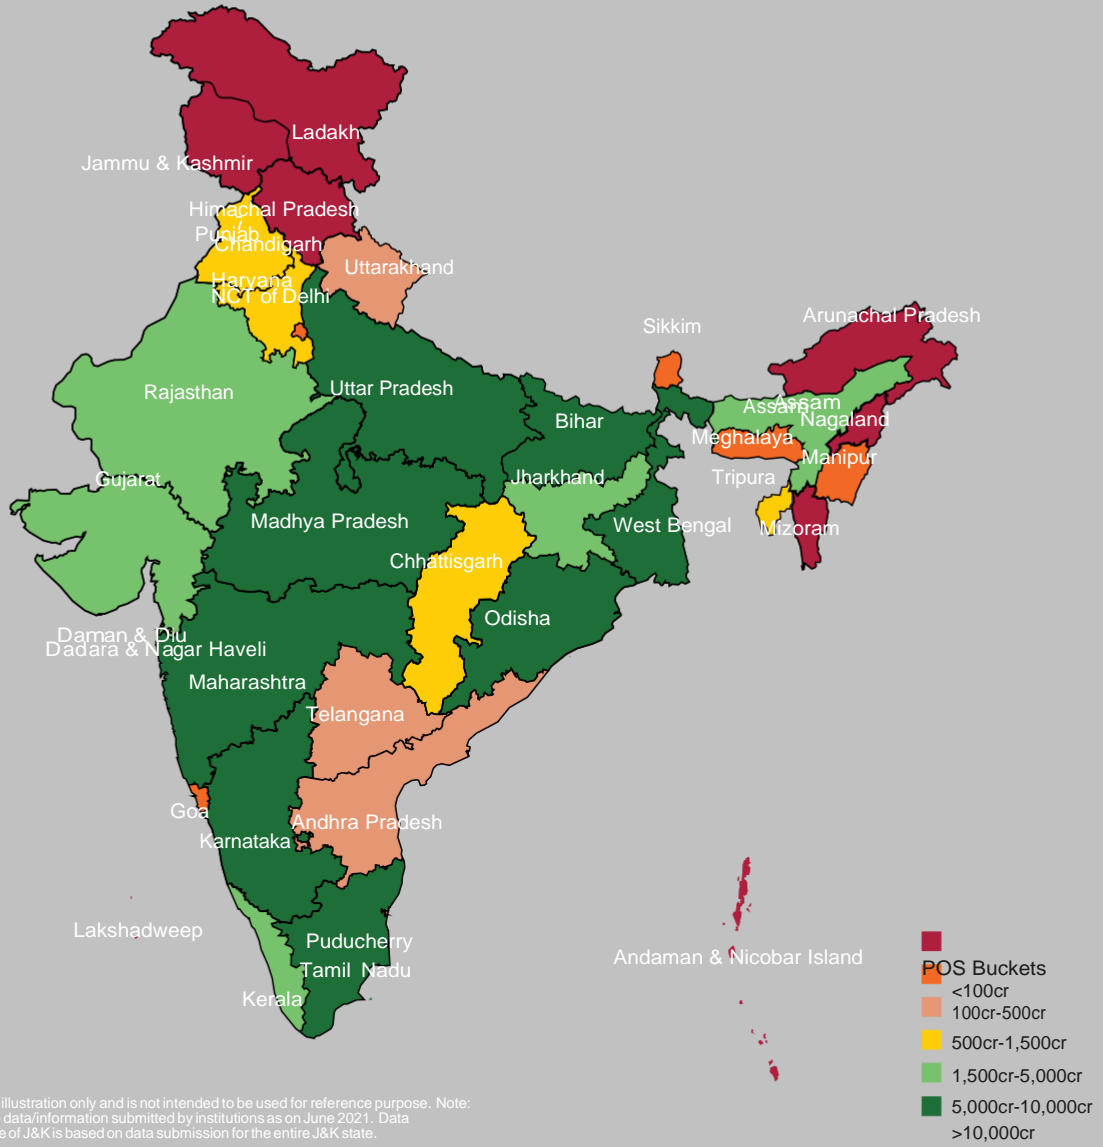 Ladakh
Jammu & Kashmir
Himachal Pradesh
Punjab
Chandigarh
Uttarakhand
Haryana
NCT of Delhi
Arunachal Pradesh
Sikkim
Rajasthan
Uttar Pradesh
Assam
Assam
Bihar
Nagaland
Meghalaya
Manipur
Gujarat
Jharkhand
Tripura
Madhya Pradesh
West Bengal
Mizoram
Chhattisgarh
Odisha
Daman & Diu
Dadara & Nagar Haveli
Maharashtra
Telangana
Goa
Andhra Pradesh
Karnataka
Lakshadweep
Puducherry
Andaman & Nicobar Island
Tamil Nadu
Kerala
POS Buckets
<100cr
100cr-500cr
500cr-1,500cr
1,500cr-5,000cr
5,000cr-10,000cr
>10,000cr
illustration only and is not intended to be used for reference purpose. Note:
data/information submitted by institutions as on June 2021. Data
e of J&K is based on data submission for the entire J&K state.